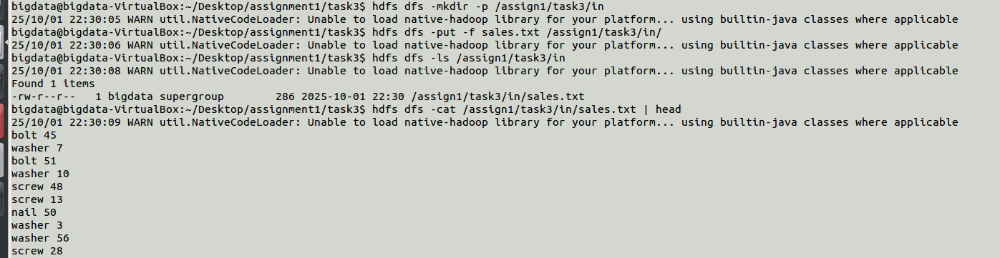 bigdata@bigdata-VirtualBox:~/Desktop/assignment1/task3$ hdfs dfs -mkdir -p /assign1/task3/in
25/10/01 22:30:05 WARN util.NativeCodeLoader: Unable to load native-hadoop library for your platform... using builtin-java classes where applicable
bigdata@bigdata-VirtualBox:~/Desktop/assignment1/task3$ hdfs dfs -put -f sales.txt /assign1/task3/in/
25/10/01 22:30:06 WARN util.NativeCodeLoader: Unable to load native-hadoop library for your platform... using builtin-java classes where applicable
bigdata@bigdata-VirtualBox:~/Desktop/assignment1/task3$ hdfs dfs -ls /assign1/task3/in
25/10/01 22:30:08 WARN util.NativeCodeLoader: Unable to load native-hadoop library for your platform... using builtin-java classes where applicable
Found 1 items
-rw-r--r--   1 bigdata supergroup        286 2025-10-01 22:30 /assign1/task3/in/sales.txt
bigdata@bigdata-VirtualBox:~/Desktop/assignment1/task3$ hdfs dfs -cat /assign1/task3/in/sales.txt | head
25/10/01 22:30:09 WARN util.NativeCodeLoader: Unable to load native-hadoop library for your platform... using builtin-java classes where applicable
bolt 45
washer 7
bolt 51
washer 10
screw 48
screw 13
nail 50
washer 3
washer 56
screw 28